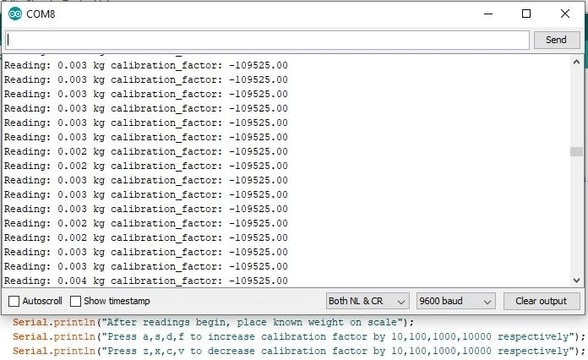 COM8
Send
Reading: 0.003 kg calibration_factor: -109525.00
Reading: 0.003 kg calibration_factor: -109525.00
Reading: 0.003 kg calibration_factor: -109525.00
Reading: 0.003 kg calibration_factor: -109525.00
Reading: 0.003 kg calibration_factor: -109525.00
Reading: 0.003 kg calibration_factor: -109525.00
Reading: 0.002 kg calibration_factor: -109525.00
Reading: 0.002 kg calibration_factor: -109525.00
Reading: 0.003 kg calibration_factor: -109525.00
Reading: 0.003 kg calibration_factor: -109525.00
Reading: 0.003 kg calibration_factor: -109525.00
Reading: 0.002 kg calibration_factor: -109525.00
Reading: 0.002 kg calibration_factor: -109525.00
Reading: 0.003 kg calibration_factor: -109525.00
Reading: 0.003 kg calibration_factor: -109525.00
Reading: 0.004 kg calibration_factor: -109525.00
Autoscroll Show timestamp Both NL & CR 9600 baud Clear output
Serial.println("After readings begin, place known weight on scale");
Serial.println("Press a,s,d,f to increase calibration factor by 10,100,1000,10000 respectively");
Serial.println("Press z,x,c,v to decrease calibration factor by 10,100,1000,10000 respectively");